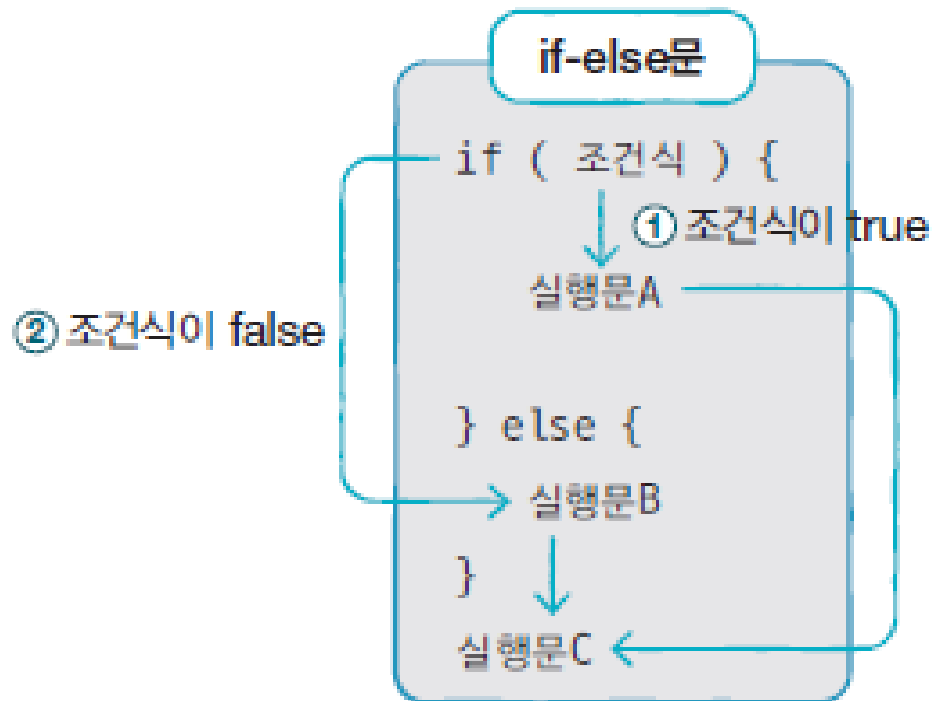 if-else문
if ( 조건식 ) {
① 조건식이 true
실행문A
② 조건식이 false
} else {
실행문B
}
실행문C